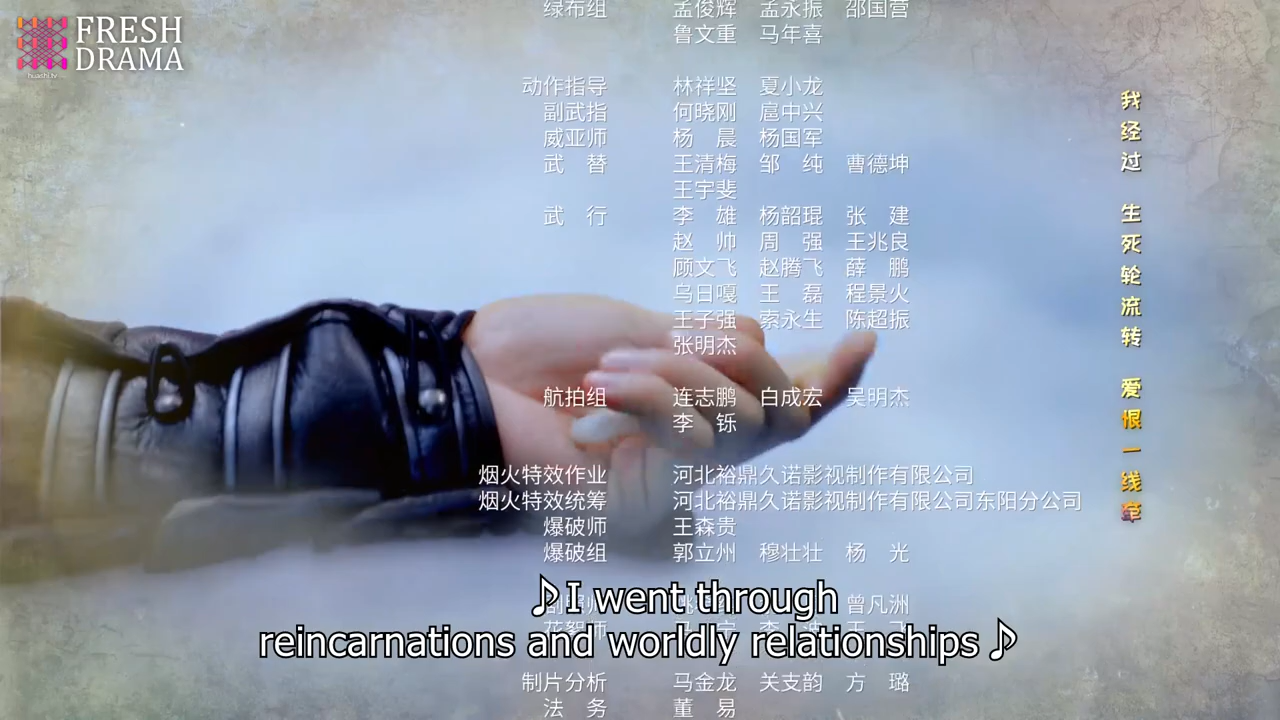 FRESH
DRAMA
huashi.tv
绿布组 孟俊辉 孟永振 邵国营
鲁文重 马年喜
动作指导 林祥坚 夏小龙
副武指 何晓刚 扈中兴
威亚师 杨 晨 杨国军
武 替 王清梅 邹 纯 曹德坤
王宇斐
武 行 李 雄 杨韶琨 张 建
赵 帅 周 强 王兆良
顾文飞 赵腾飞 薛 鹏
乌日嘎 王 磊 程景火
王子强 索永生 陈超振
张明杰
航拍组 连志鹏 白成宏 吴明杰
李 铄
烟火特效作业 河北裕鼎久诺影视制作有限公司
烟火特效统筹 河北裕鼎久诺影视制作有限公司东阳分公司
爆破师 王森贵
爆破组 郭立州 穆壮壮 杨 光
曾凡洲
制片分析 马金龙 关支韵 方 璐
法 务 董 易
我经过 生死轮流转 爱恨一线牵
♪I went through
reincarnations and worldly relationships♪